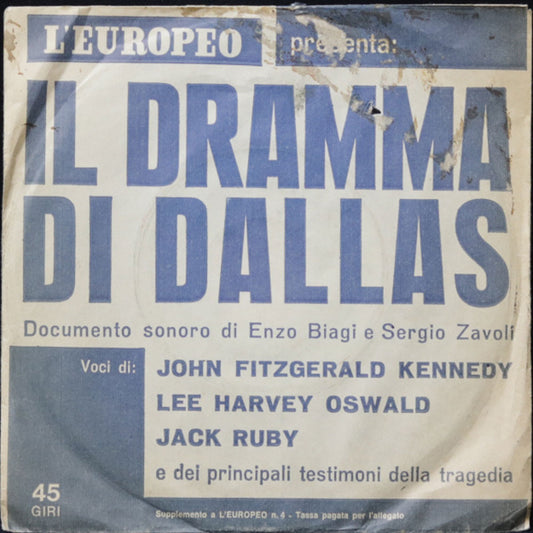 L'EUROPEO presenta:
IL DRAMMA
DI DALLAS
Documento sonoro di Enzo Biagi e Sergio Zavoli
Voci di: JOHN FITZGERALD KENNEDY
LEE HARVEY OSWALD
JACK RUBY
e dei principali testimoni della tragedia
45
GIRI
Supplemento a L'EUROPEO n. 4 - Tassa pagata per l'allegato